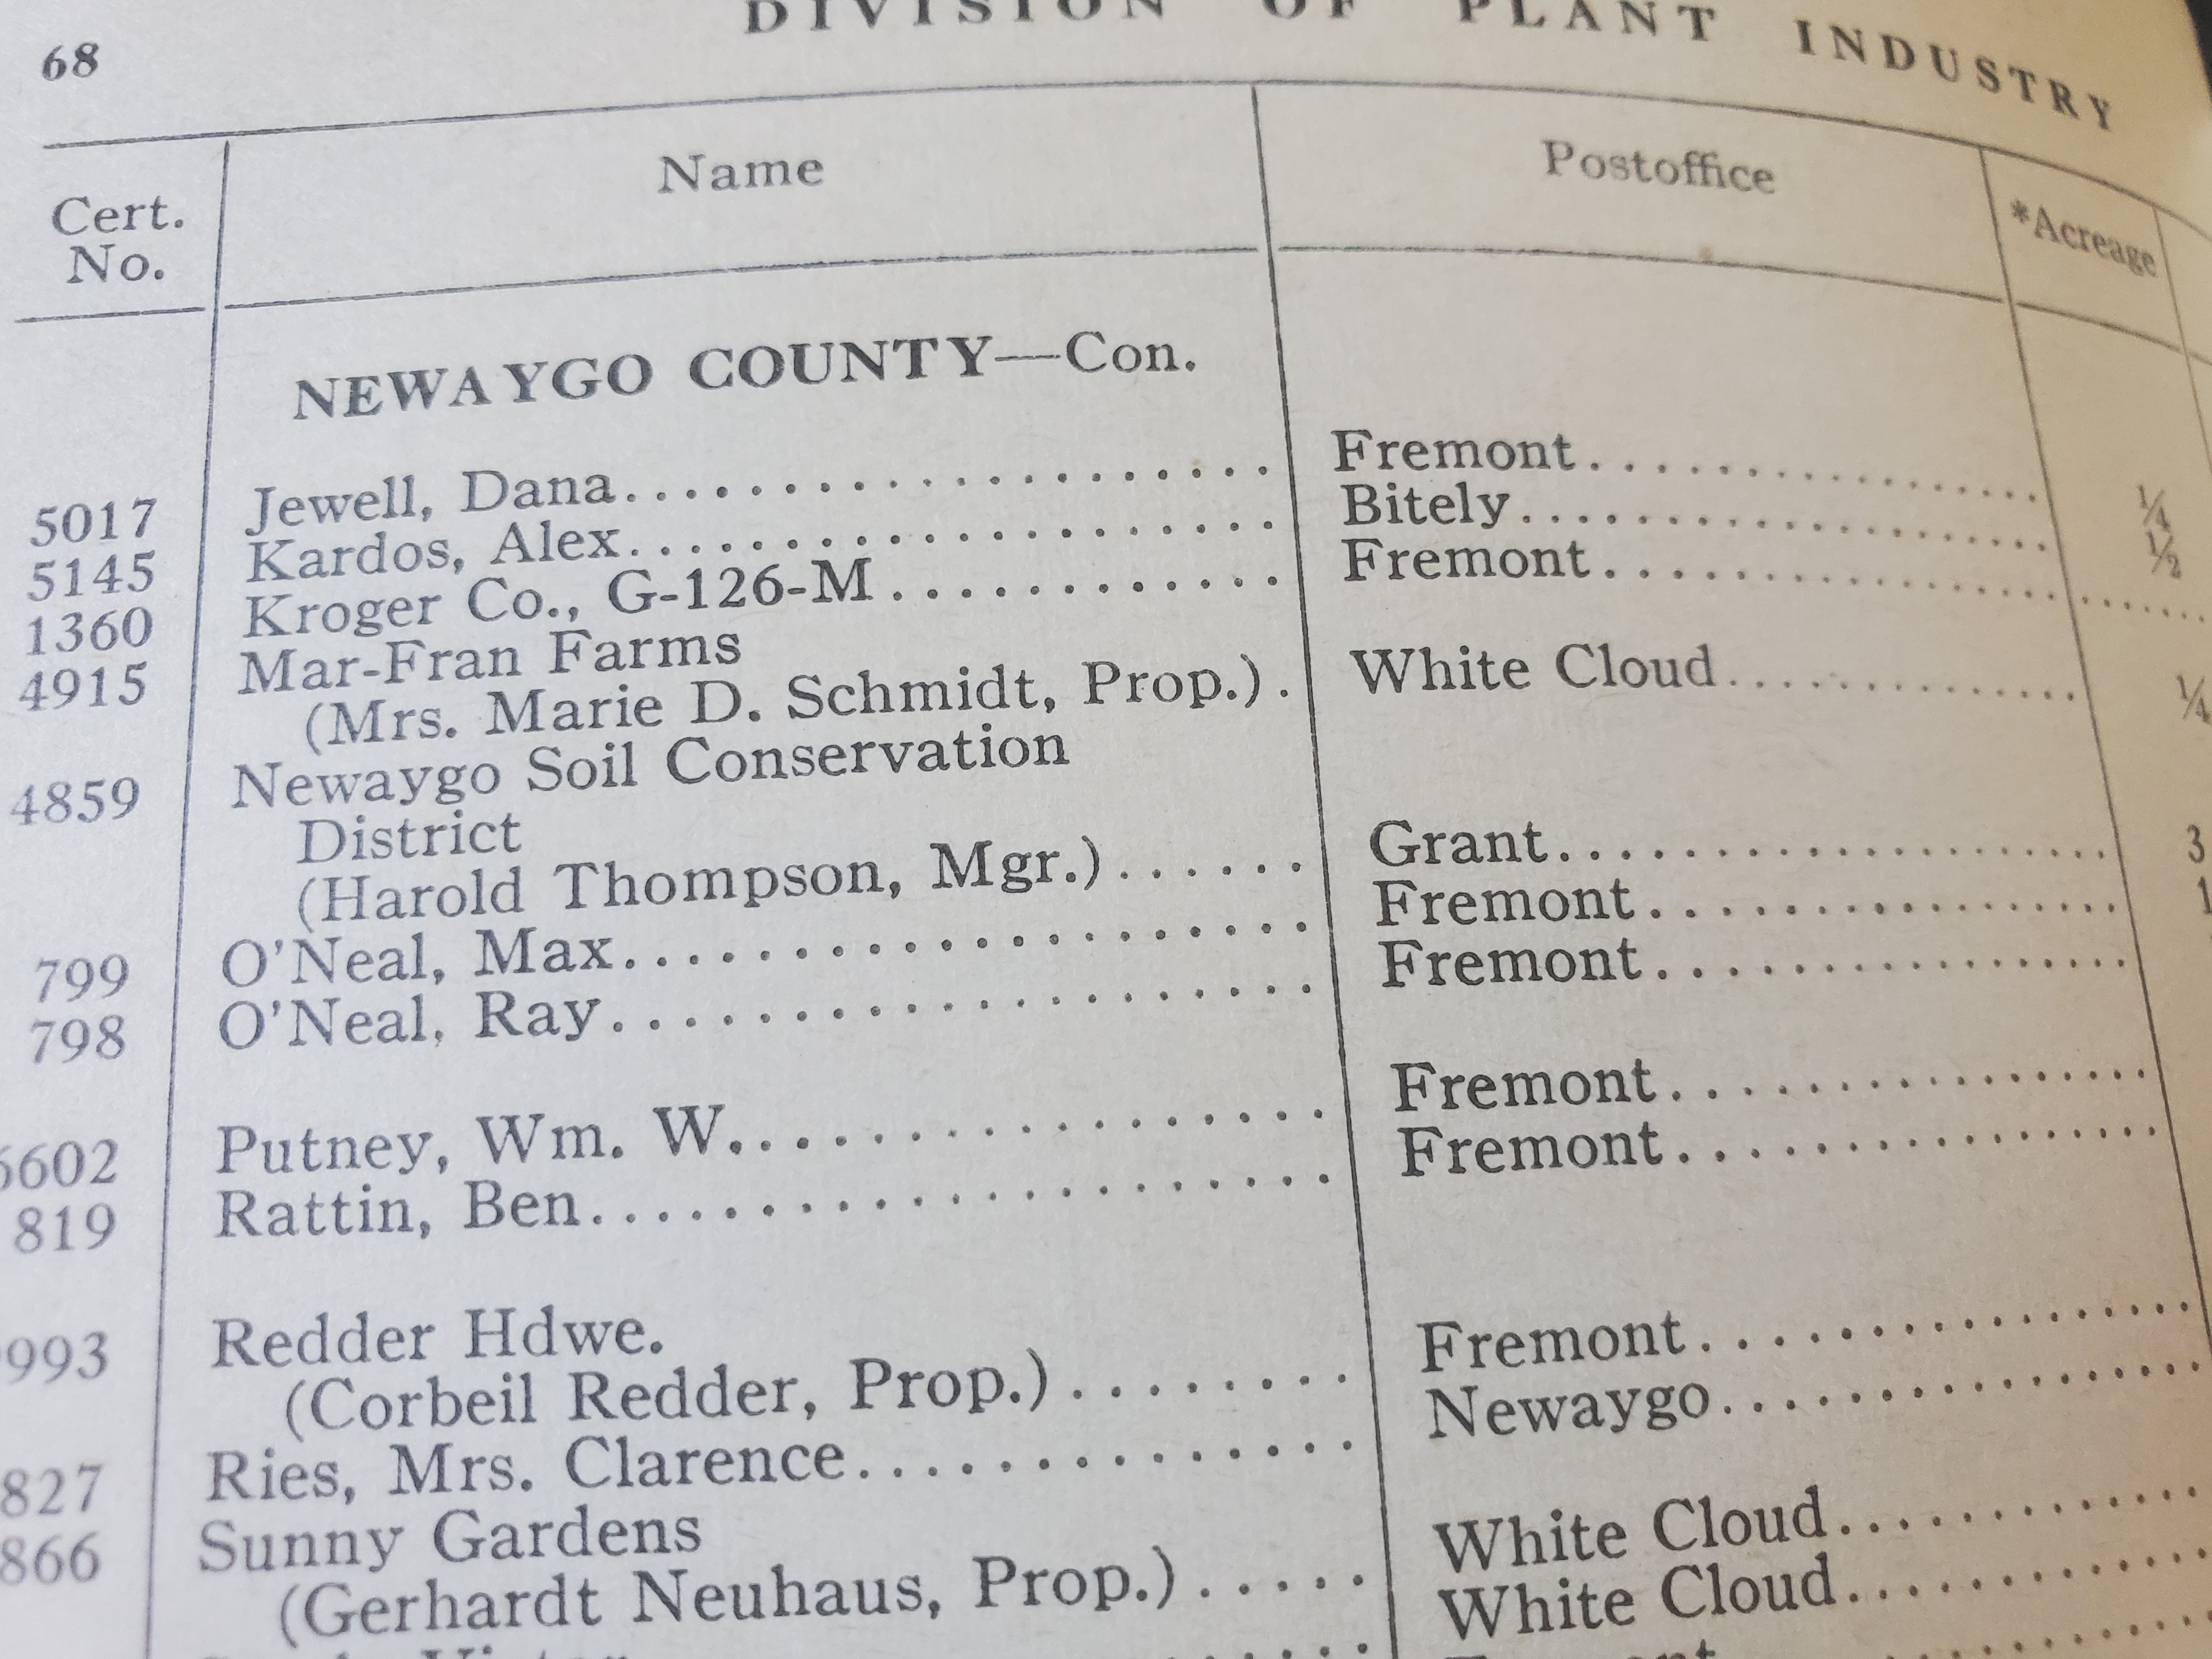 68 DIVISION OF PLANT INDUSTRY
Cert. No. Name Postoffice *Acreage
NEWAYGO COUNTY—Con.
5017 Jewell, Dana.................... Fremont.................... ¼
5145 Kardos, Alex.................... Bitely.................... ½
1360 Kroger Co., G-126-M............ Fremont....................
4915 Mar-Fran Farms
(Mrs. Marie D. Schmidt, Prop.). White Cloud............... ¼
4859 Newaygo Soil Conservation
District
(Harold Thompson, Mgr.)...... Grant.................... 3
799 O'Neal, Max.................... Fremont.................. 1
798 O'Neal, Ray.................... Fremont..................
Putney, Wm. W................. Fremont..................
819 Rattin, Ben.................... Fremont..................
993 Redder Hdwe.
(Corbeil Redder, Prop.)........ Fremont..................
827 Ries, Mrs. Clarence............. Newaygo..................
866 Sunny Gardens
(Gerhardt Neuhaus, Prop.)..... White Cloud.............
White Cloud.............